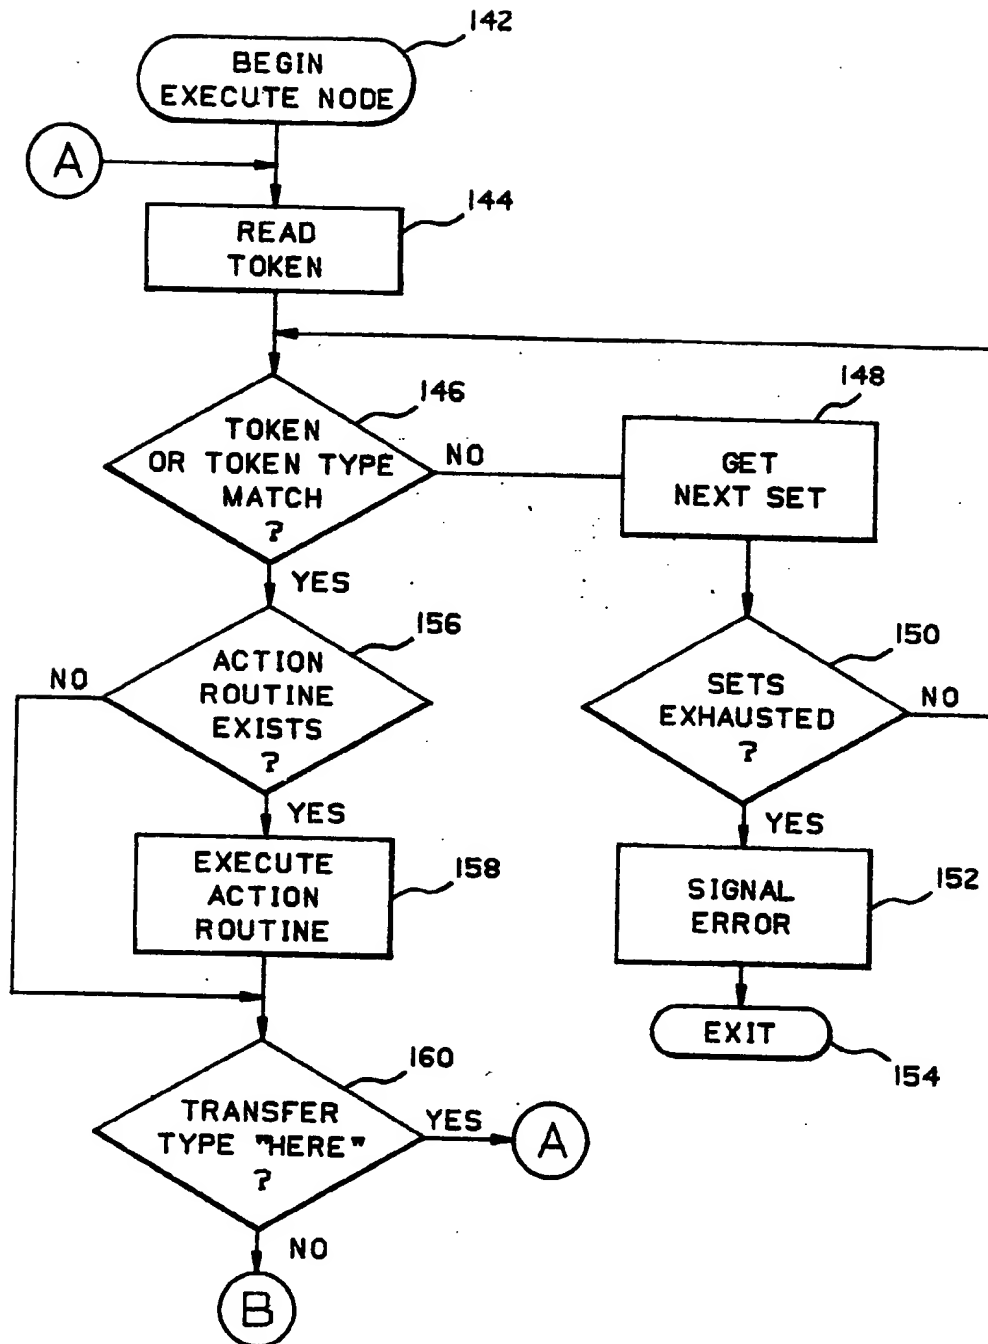 142
BEGIN
EXECUTE NODE
A
144
READ
TOKEN
146
TOKEN
OR TOKEN TYPE
MATCH
?
NO
YES
148
GET
NEXT SET
150
SETS
EXHAUSTED
?
NO
YES
152
SIGNAL
ERROR
EXIT
154
156
ACTION
ROUTINE
EXISTS
?
NO
YES
158
EXECUTE
ACTION
ROUTINE
160
TRANSFER
TYPE "HERE"
?
YES
A
NO
B